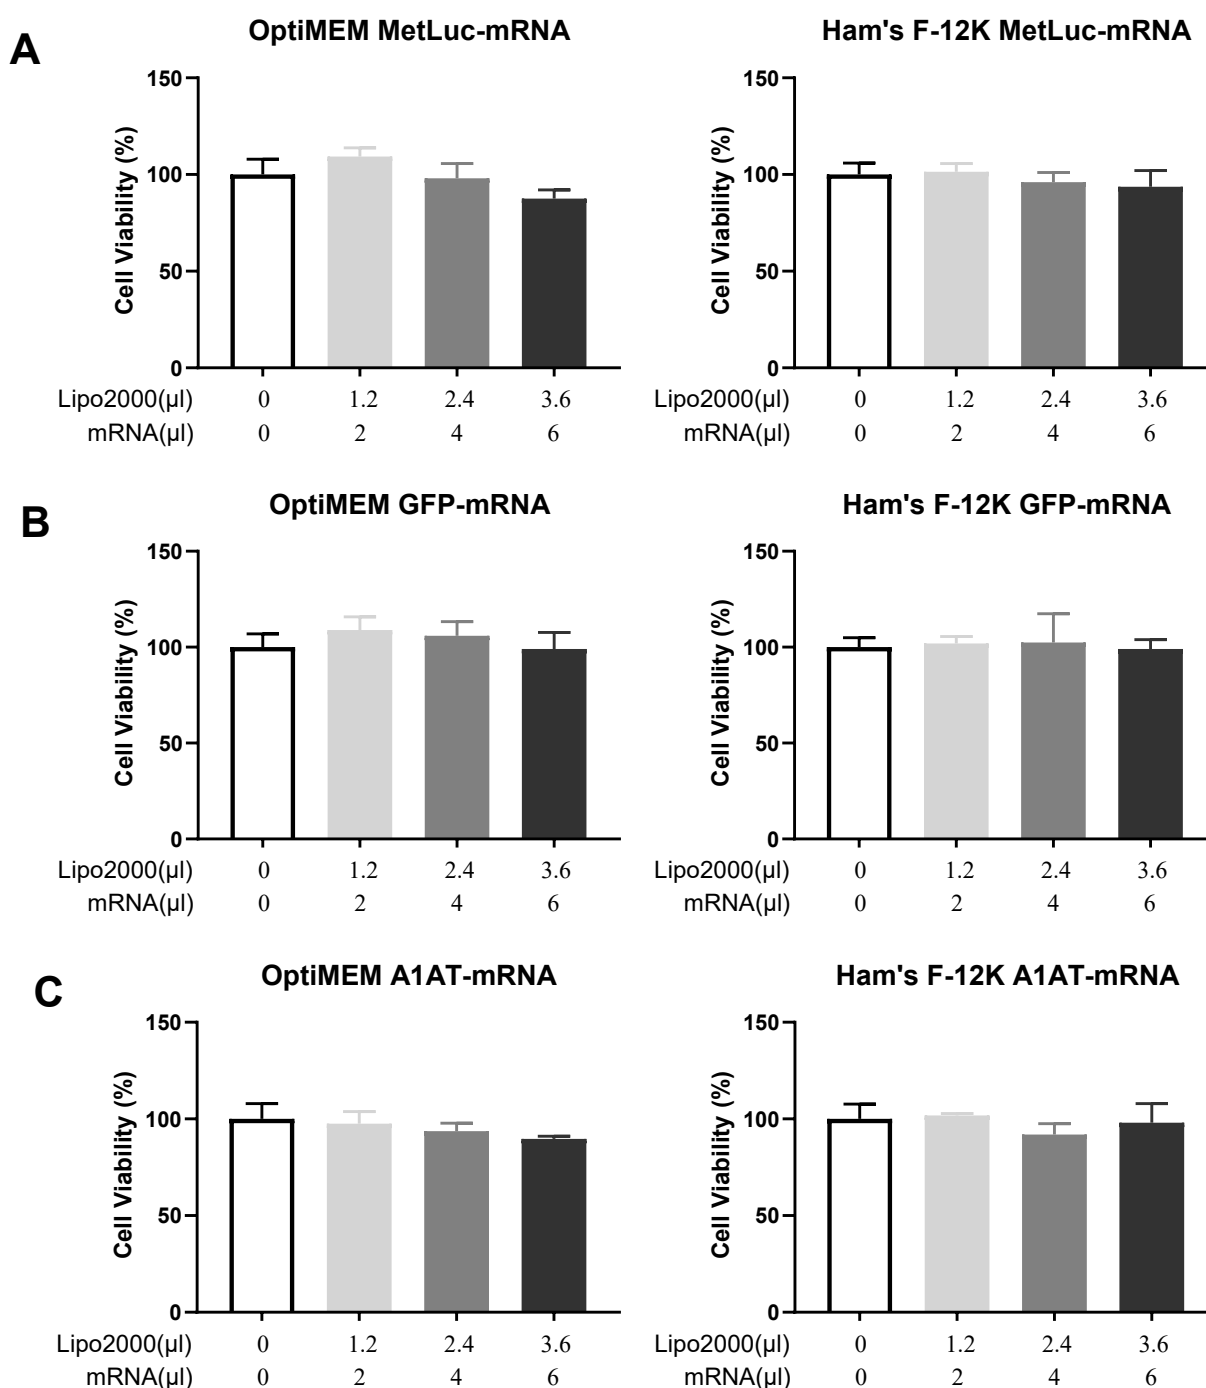 A
OptiMEM MetLuc-mRNA
Cell Viability (%)
150
100
50
0
Lipo2000(µl) 0 1.2 2.4 3.6
mRNA(µl) 0 2 4 6
Ham's F-12K MetLuc-mRNA
Cell Viability (%)
150
100
50
0
Lipo2000(µl) 0 1.2 2.4 3.6
mRNA(µl) 0 2 4 6
B
OptiMEM GFP-mRNA
Cell Viability (%)
150
100
50
0
Lipo2000(µl) 0 1.2 2.4 3.6
mRNA(µl) 0 2 4 6
Ham's F-12K GFP-mRNA
Cell Viability (%)
150
100
50
0
Lipo2000(µl) 0 1.2 2.4 3.6
mRNA(µl) 0 2 4 6
C
OptiMEM A1AT-mRNA
Cell Viability (%)
150
100
50
0
Lipo2000(µl) 0 1.2 2.4 3.6
mRNA(µl) 0 2 4 6
Ham's F-12K A1AT-mRNA
Cell Viability (%)
150
100
50
0
Lipo2000(µl) 0 1.2 2.4 3.6
mRNA(µl) 0 2 4 6